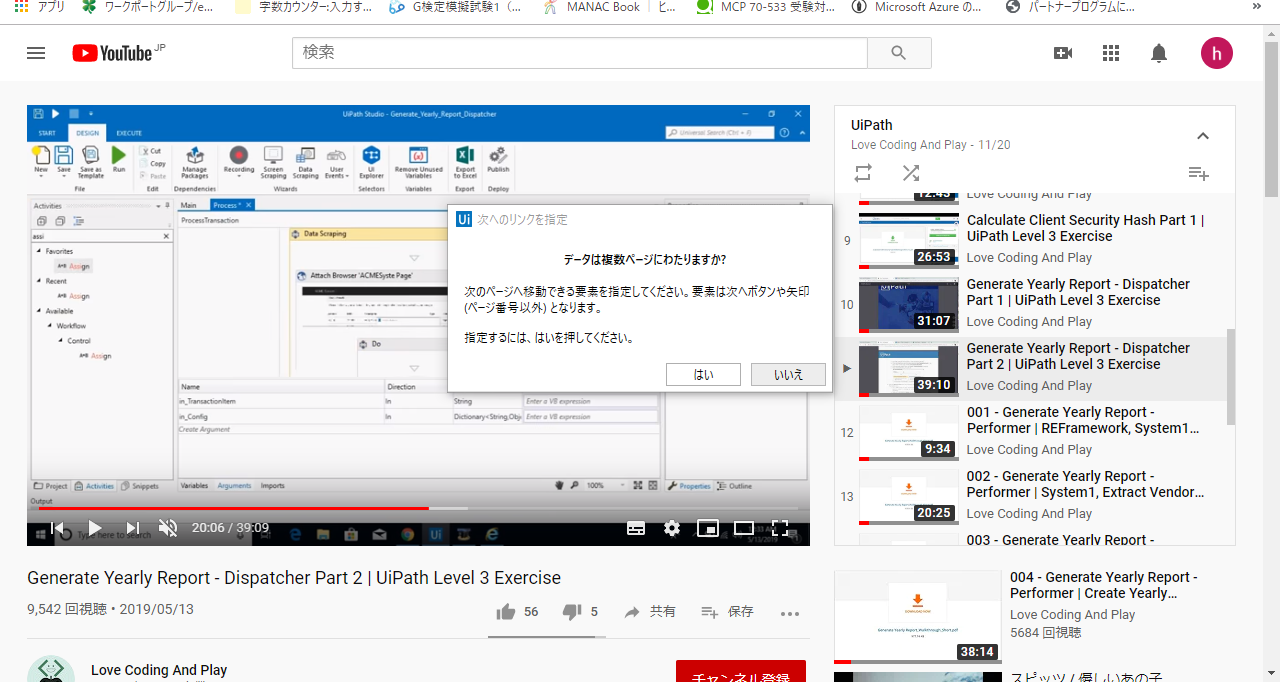 アプリ
ワークボートグループ/e...
字数カウンター:入力す...
G検定模擬試験1（...
MANAC Book ｜ ヒ...
MCP 70-533 受験対...
Microsoft Azure の...
パートナープログラムに...
»
YouTube JP
検索
h
UiPath Studio - Generate_Yearly_Report_Dispatcher
START DESIGN EXECUTE
Universal Search (Ctrl + F)
New
Save
Save as Template
Run
Cut
Copy
Paste
Manage Packages
Recording
Screen Scraping
Data Scraping
User Events
UI Explorer
Remove Unused Variables
Export to Excel
Publish
File Edit Dependencies Wizards Selectors Variables Export Deploy
Activities
assi
Favorites
Assign
Recent
Assign
Available
Workflow
Control
Assign
Main Process *
ProcessTransaction
Data Scraping
Attach Browser 'ACMESyste Page'
Do
Name Direction
in_TransactionItem In String Enter a VB expression
in_Config In Dictionary<String,Obj Enter a VB expression
Create Argument
Variables Arguments Imports
100%
Project Activities Snippets
Properties Outline
Output
Type here to search
5/13/2019
20:06 / 39:09
Ui 次へのリンクを指定
データは複数ページにわたりますか?
次のページへ移動できる要素を指定してください。要素は次へボタンや矢印
(ページ番号以外) となります。
指定するには、はいを押してください。
はい いいえ
Generate Yearly Report - Dispatcher Part 2 | UiPath Level 3 Exercise
9,542 回視聴 • 2019/05/13
56 5 共有 保存
Love Coding And Play
チャンネル登録
UiPath
Love Coding And Play - 11/20
12:43
Love Coding And Play
9
26:53
Calculate Client Security Hash Part 1 |
UiPath Level 3 Exercise
Love Coding And Play
10
31:07
Generate Yearly Report - Dispatcher
Part 1 | UiPath Level 3 Exercise
Love Coding And Play
39:10
Generate Yearly Report - Dispatcher
Part 2 | UiPath Level 3 Exercise
Love Coding And Play
12
9:34
001 - Generate Yearly Report -
Performer | REFramework, System1...
Love Coding And Play
13
20:25
002 - Generate Yearly Report -
Performer | System1, Extract Vendor...
Love Coding And Play
003 - Generate Yearly Report -
38:14
004 - Generate Yearly Report -
Performer | Create Yearly...
Love Coding And Play
5684 回視聴
スピッツ / 優しいあの子